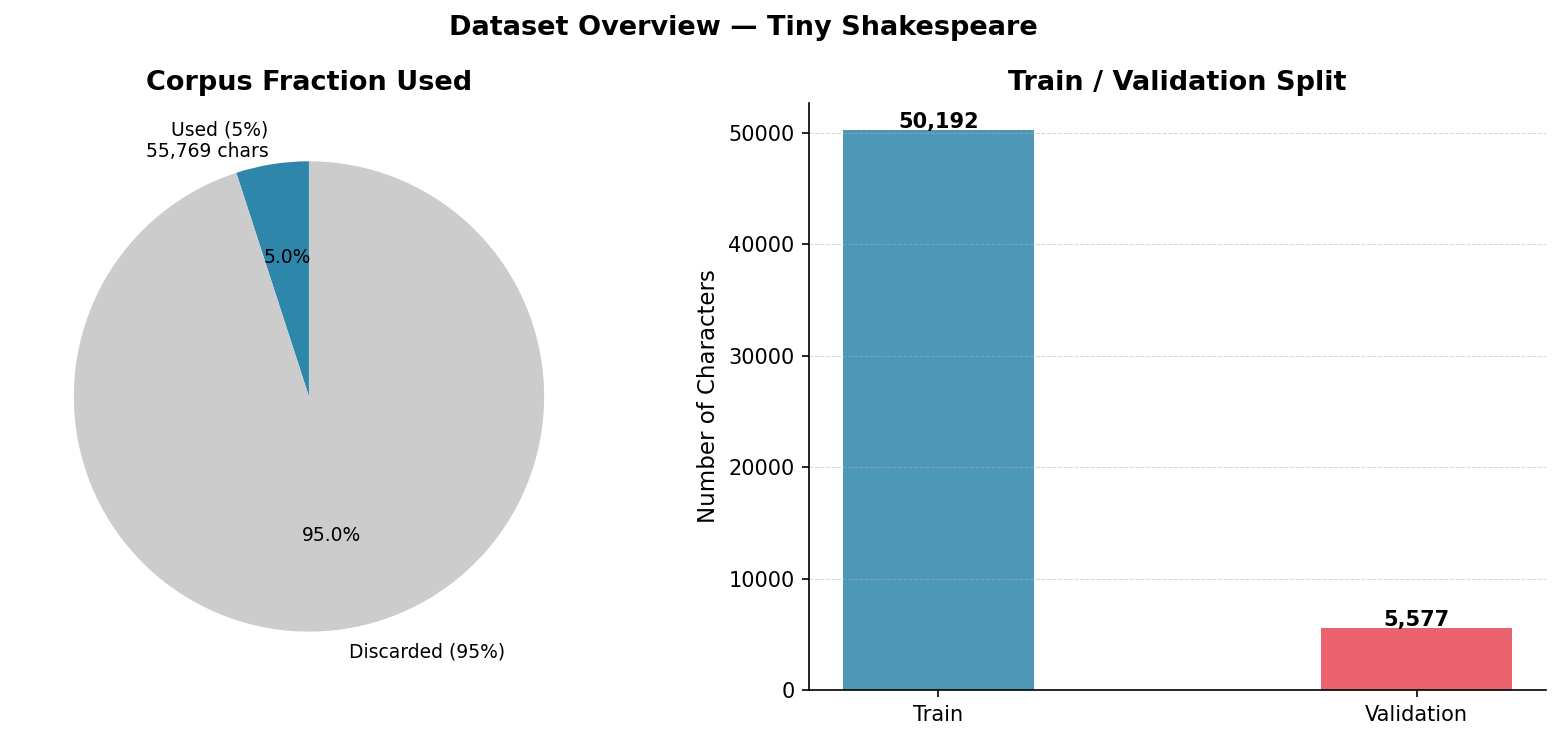 Dataset Overview — Tiny Shakespeare
Corpus Fraction Used
Used (5%)
55,769 chars
5.0%
95.0%
Discarded (95%)
Train / Validation Split
Number of Characters
50000
40000
30000
20000
10000
0
50,192
5,577
Train
Validation